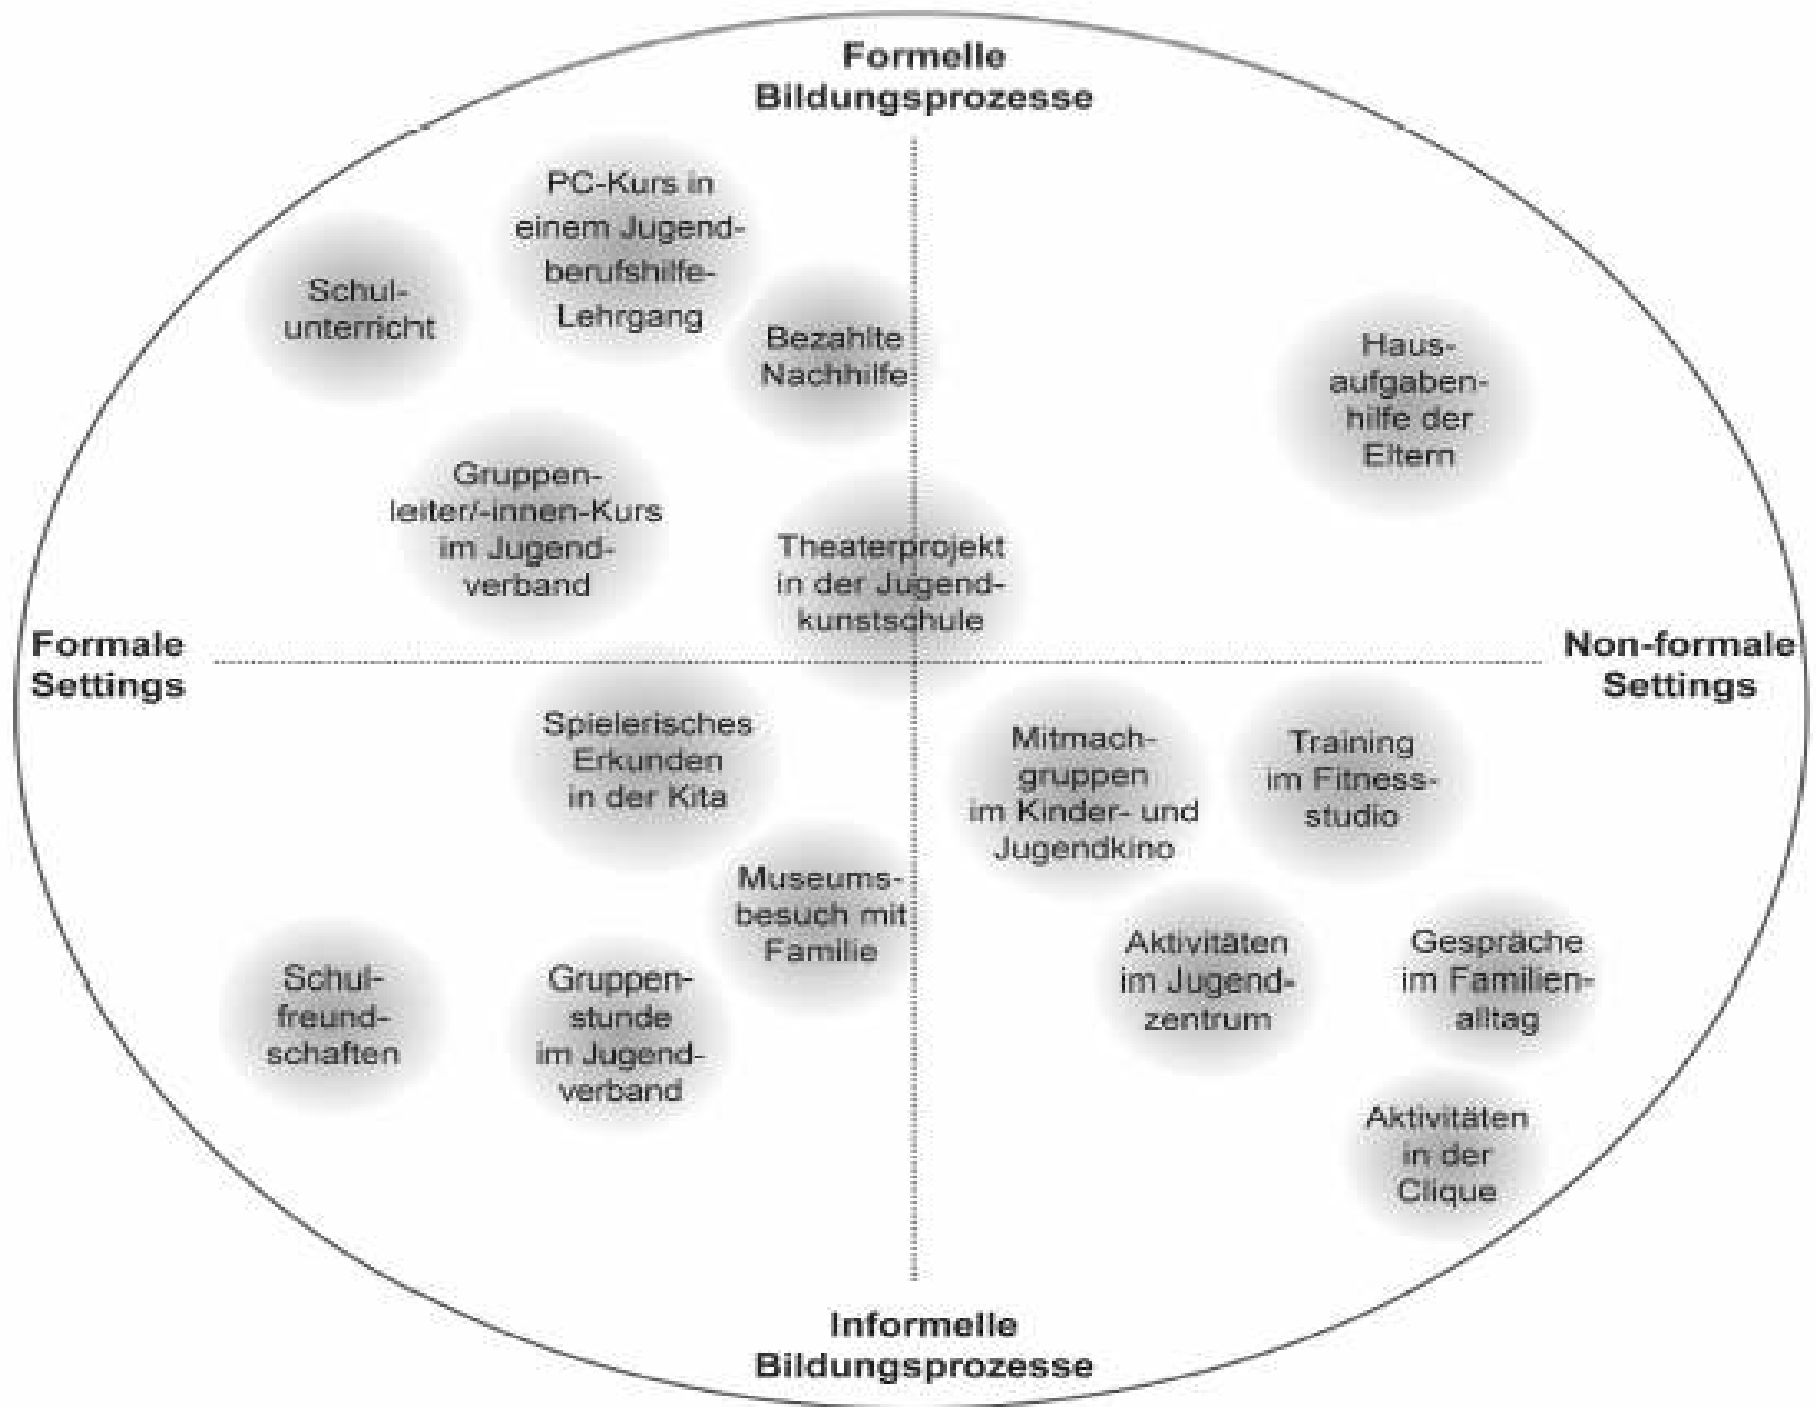 Formelle
Bildungsprozesse
PC-Kurs in
einem Jugend-
berufshilfe-
Lehrgang
Schul-
unterricht
Bezahlte
Nachhilfe
Haus-
aufgaben-
hilfe der
Eltern
Gruppen-
leiter/-innen-Kurs
im Jugend-
verband
Theaterprojekt
in der Jugend-
kunstschule
Formale
Settings
Non-formale
Settings
Spielerisches
Erkunden
in der Kita
Mitmach-
gruppen
im Kinder- und
Jugendkino
Training
im Fitness-
studio
Museums-
besuch mit
Familie
Schul-
freund-
schaften
Gruppen-
stunde
im Jugend-
verband
Aktivitäten
im Jugend-
zentrum
Gespräche
im Familien-
alltag
Aktivitäten
in der
Clique
Informelle
Bildungsprozesse